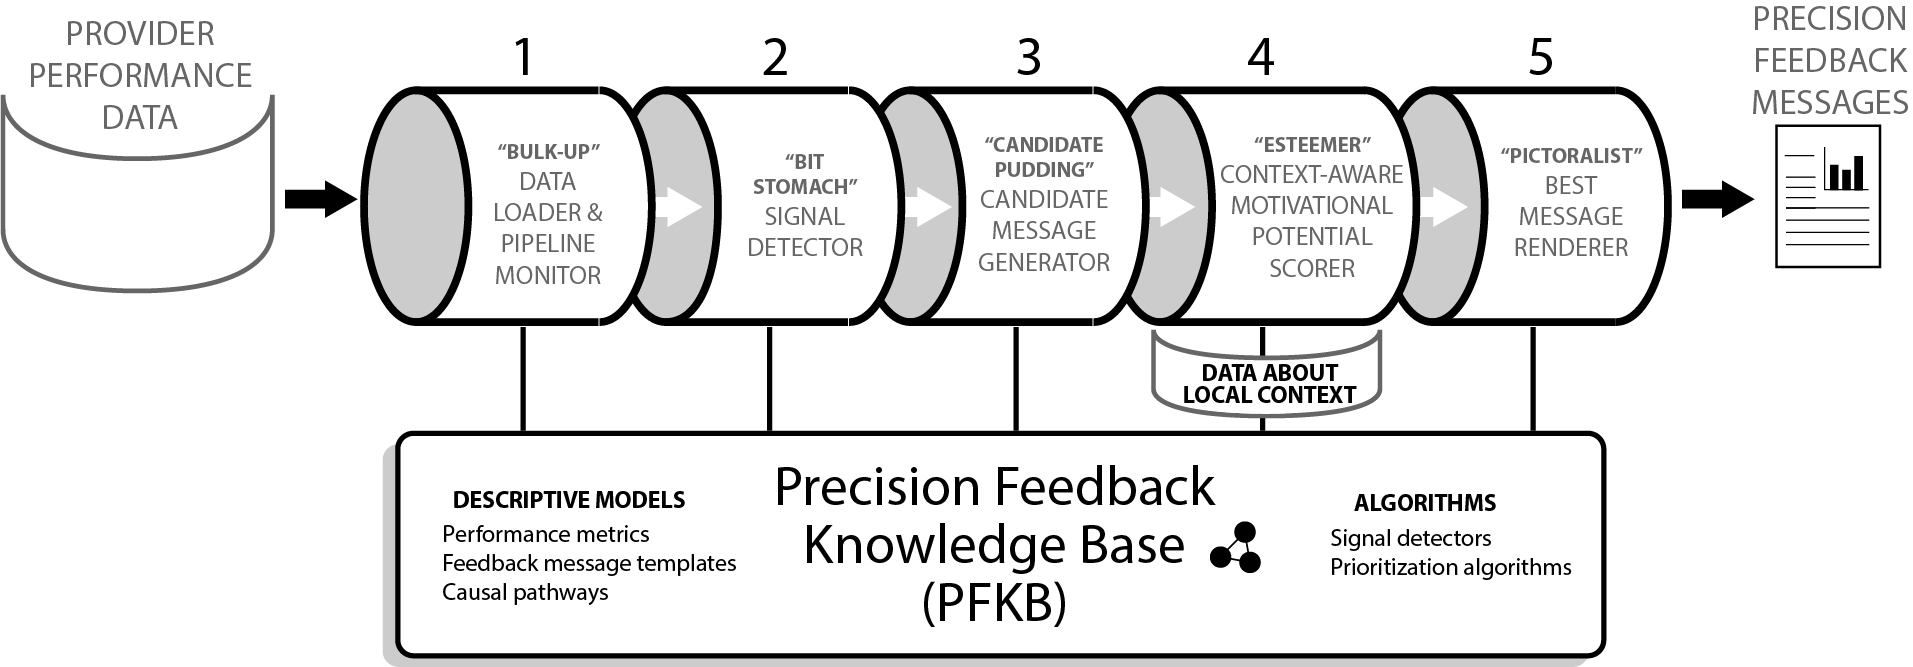 PROVIDER
PERFORMANCE
DATA
1
2
3
4
5
PRECISION
FEEDBACK
MESSAGES
“BULK-UP”
DATA
LOADER &
PIPELINE
MONITOR
“BIT
STOMACH”
SIGNAL
DETECTOR
“CANDIDATE
PUDDING”
CANDIDATE
MESSAGE
GENERATOR
“ESTEEMER”
CONTEXT-AWARE
MOTIVATIONAL
POTENTIAL
SCORER
“PICTORALIST”
BEST
MESSAGE
RENDERER
DATA ABOUT
LOCAL CONTEXT
DESCRIPTIVE MODELS
Performance metrics
Feedback message templates
Causal pathways
Precision Feedback
Knowledge Base
(PFKB)
ALGORITHMS
Signal detectors
Prioritization algorithms